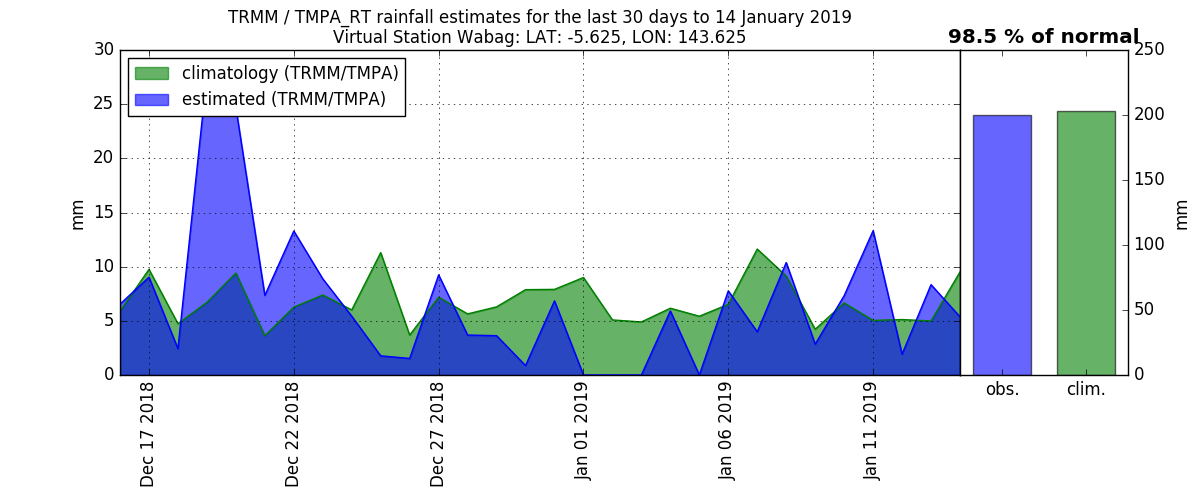 TRMM / TMPA_RT rainfall estimates for the last 30 days to 14 January 2019
Virtual Station Wabag: LAT: -5.625, LON: 143.625
98.5 % of normal
climatology (TRMM/TMPA)
estimated (TRMM/TMPA)
30
25
20
15
10
5
0
mm
Dec 17 2018
Dec 22 2018
Dec 27 2018
Jan 01 2019
Jan 06 2019
Jan 11 2019
obs.
clim.
250
200
150
100
50
0
mm